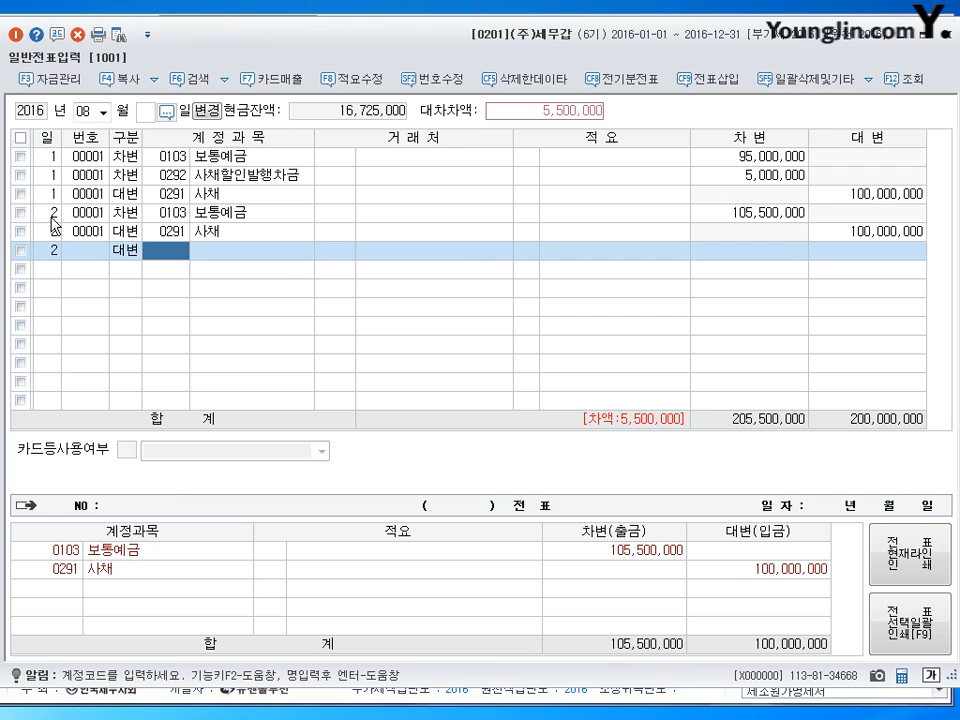 [0201](주)세무갑 (6기) 2016-01-01 ~ 2016-12-31
Younglin.com Y.
일반전표입력 [1001]
F3 자금관리 F4 복사 F6 검색 F7 카드매출 F8 적요수정 SF2 번호수정 CF5 삭제한데이타 CF8 전기분전표 CF9 전표삽입 SF5 일괄삭제및기타 F12 조회
2016 년 08 월 일 변경 현금잔액: 16,725,000 대차차액: 5,500,000
일 번호 구분 계 정 과 목 거 래 처 적 요 차 변 대 변
1 00001 차변 0103 보통예금 95,000,000
1 00001 차변 0292 사채할인발행차금 5,000,000
1 00001 대변 0291 사채 100,000,000
2 00001 차변 0103 보통예금 105,500,000
00001 대변 0291 사채 100,000,000
2 대변
합 계 [차액:5,500,000] 205,500,000 200,000,000
카드등사용여부
NO : ( ) 전 표 일 자 : 년 월 일
계정과목 적요 차변(출금) 대변(입금)
0103 보통예금 105,500,000
0291 사채 100,000,000
합 계 105,500,000 100,000,000
전 표
현재라인
인 쇄
전 표
선택일괄
인쇄[F9]
알림: 계정코드를 입력하세요. 기능키F2-도움창, 명입력후 엔터-도움창 [X000000] 113-81-34668 가
2016 2016
제조원가명세서